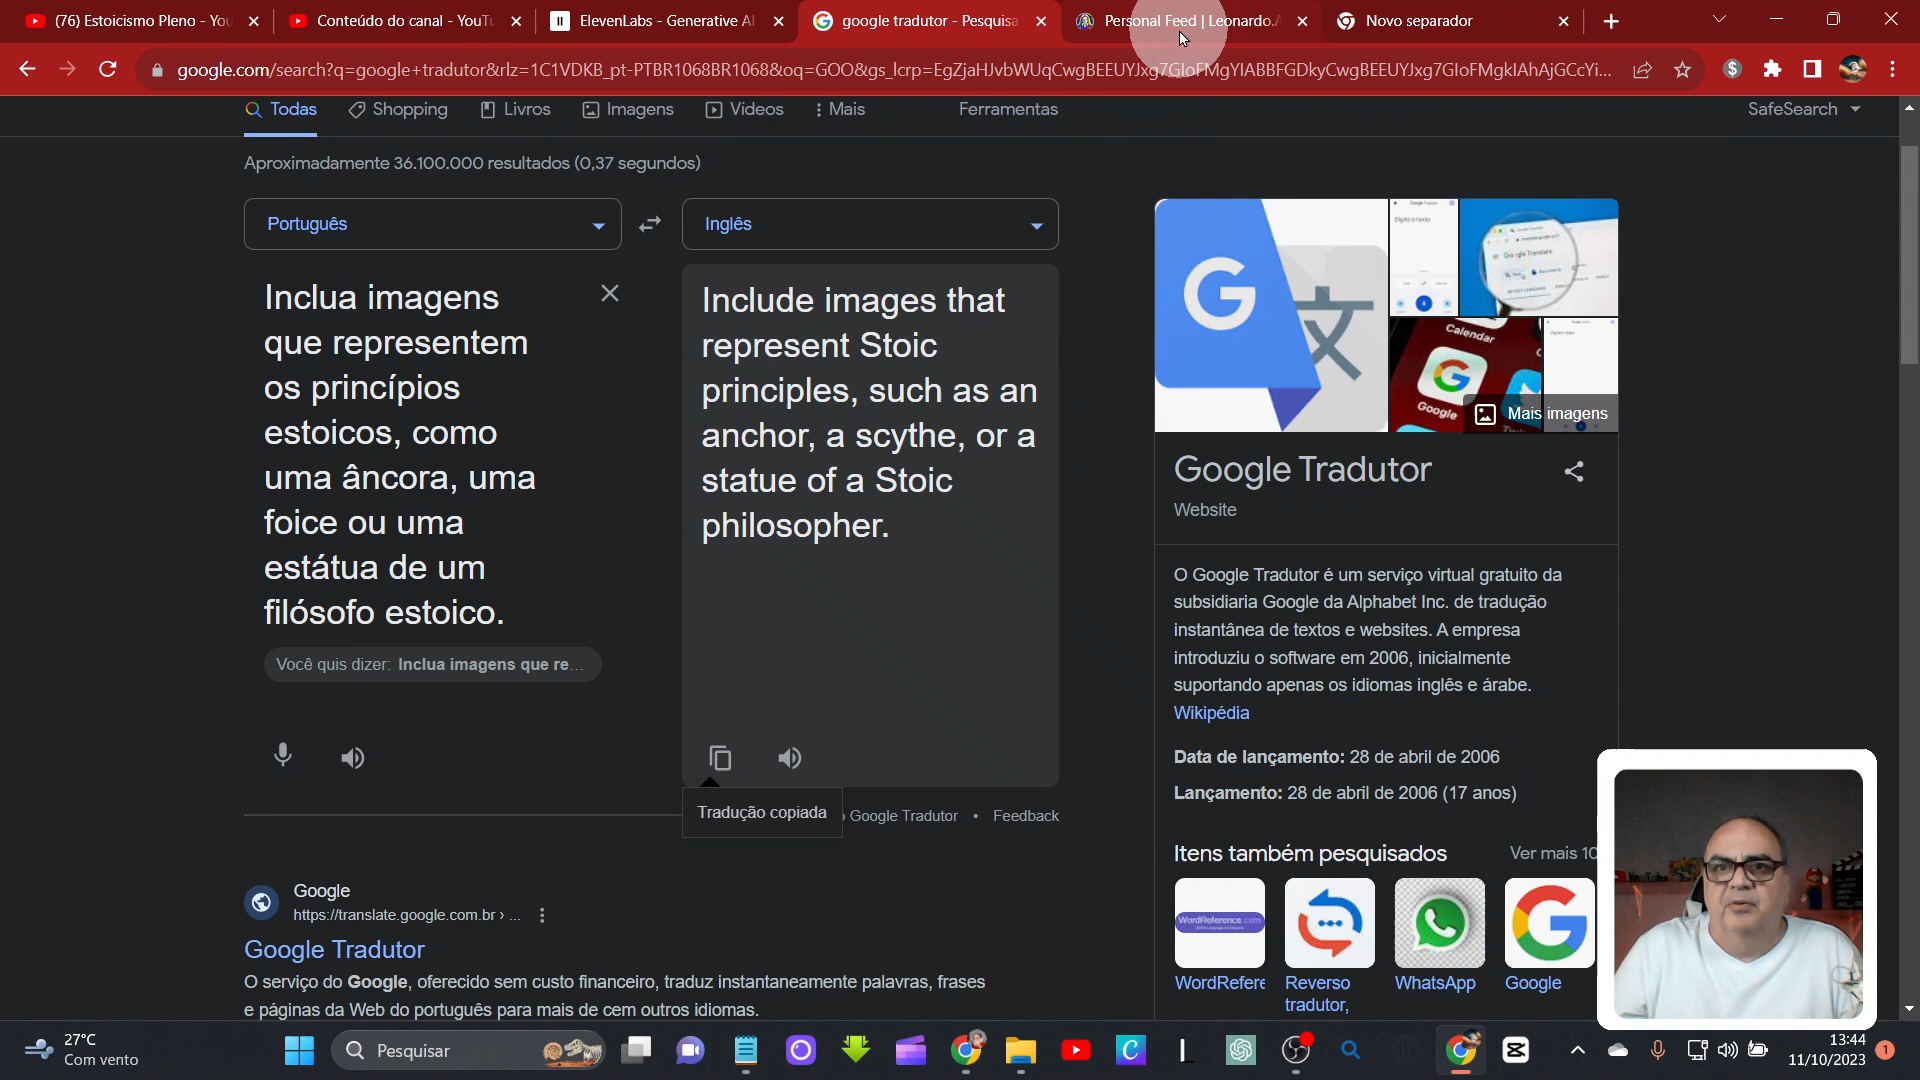 (76) Estoicismo Pleno - You
Conteúdo do canal - YouTu
ElevenLabs - Generative AI
google tradutor - Pesquisa
Personal Feed | Leonardo.A
Novo separador
google.com/search?q=google+tradutor&rlz=1C1VDKB_pt-PTBR1068BR1068&oq=GOO&gs_lcrp=EgZjaHJvbWUqCwgBEEUYJxg7GIoFMgYIABBFGDkyCwgBEEUYJxg7GIoFMgkIAhAjGCcYi...
Todas
Shopping
Livros
Imagens
Vídeos
Mais
Ferramentas
SafeSearch
Aproximadamente 36.100.000 resultados (0,37 segundos)
Português
Inglês
Inclua imagens
que representem
os princípios
estoicos, como
uma âncora, uma
foice ou uma
estátua de um
filósofo estoico.
Você quis dizer: Inclua imagens que re...
Include images that
represent Stoic
principles, such as an
anchor, a scythe, or a
statue of a Stoic
philosopher.
Tradução copiada
Google Tradutor • Feedback
Google
https://translate.google.com.br › ...
Google Tradutor
O serviço do Google, oferecido sem custo financeiro, traduz instantaneamente palavras, frases
e páginas da Web do português para mais de cem outros idiomas.
Google Translate
Calendar
Google
Mais imagens
Google Tradutor
Website
O Google Tradutor é um serviço virtual gratuito da
subsidiaria Google da Alphabet Inc. de tradução
instantânea de textos e websites. A empresa
introduziu o software em 2006, inicialmente
suportando apenas os idiomas inglês e árabe.
Wikipédia
Data de lançamento: 28 de abril de 2006
Lançamento: 28 de abril de 2006 (17 anos)
Itens também pesquisados
Ver mais 10
WordReference.com
WordRefere
Reverso
tradutor,
WhatsApp
Google
27°C
Com vento
Pesquisar
13:44
11/10/2023
1